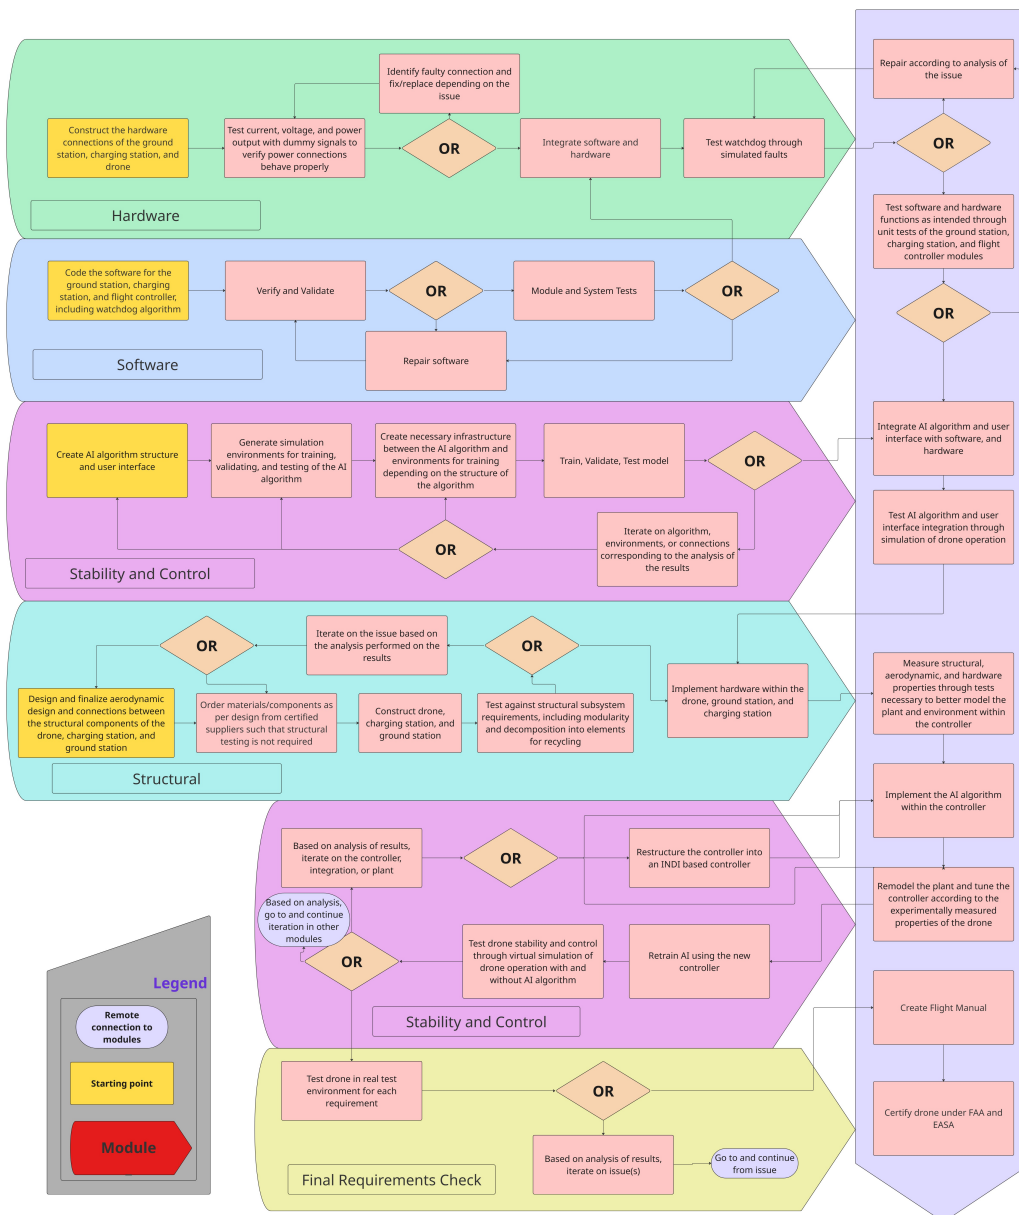 Identify faulty connection and
fix/replace depending on the
issue
Construct the hardware
connections of the ground
station, charging station, and
drone
Test current, voltage, and power
output with dummy signals to
verify power connections
behave properly
OR
Integrate software and
hardware
Test watchdog through
simulated faults
Hardware
Repair according to analysis of
the issue
OR
Test software and hardware
functions as intended through
unit tests of the ground station,
charging station, and flight
controller modules
OR
Code the software for the
ground station, charging
station, and flight controller,
including watchdog algorithm
Verify and Validate
OR
Module and System Tests
OR
Repair software
Software
Create AI algorithm structure
and user interface
Generate simulation
environments for training,
validating, and testing of the AI
algorithm
Create necessary infrastructure
between the AI algorithm and
environments for training
depending on the structure of
the algorithm
Train, Validate, Test model
OR
Iterate on algorithm,
environments, or connections
corresponding to the analysis of
the results
OR
Stability and Control
Integrate AI algorithm and user
interface with software, and
hardware
Test AI algorithm and user
interface integration through
simulation of drone operation
OR
Iterate on the issue based on
the analysis performed on the
results
OR
Design and finalize aerodynamic
design and connections between
the structural components of the
drone, charging station, and
ground station
Order materials/components as
per design from certified
suppliers such that structural
testing is not required
Construct drone,
charging station, and
ground station
Test against structural subsystem
requirements, including modularity
and decomposition into elements
for recycling
Implement hardware within the
drone, ground station, and
charging station
Structural
Measure structural,
aerodynamic, and hardware
properties through tests
necessary to better model the
plant and environment within
the controller
Implement the AI algorithm
within the controller
Remodel the plant and tune the
controller according to the
experimentally measured
properties of the drone
Based on analysis of results,
iterate on the controller,
integration, or plant
OR
Restructure the controller into
an INDI based controller
Based on analysis,
go to and continue
iteration in other
modules
OR
Test drone stability and control
through virtual simulation of
drone operation with and
without AI algorithm
Retrain AI using the new
controller
Stability and Control
Create Flight Manual
Certify drone under FAA and
EASA
Test drone in real test
environment for each
requirement
OR
Based on analysis of results,
iterate on issue(s)
Go to and continue
from issue
Final Requirements Check
Legend
Remote
connection to
modules
Starting point
Module